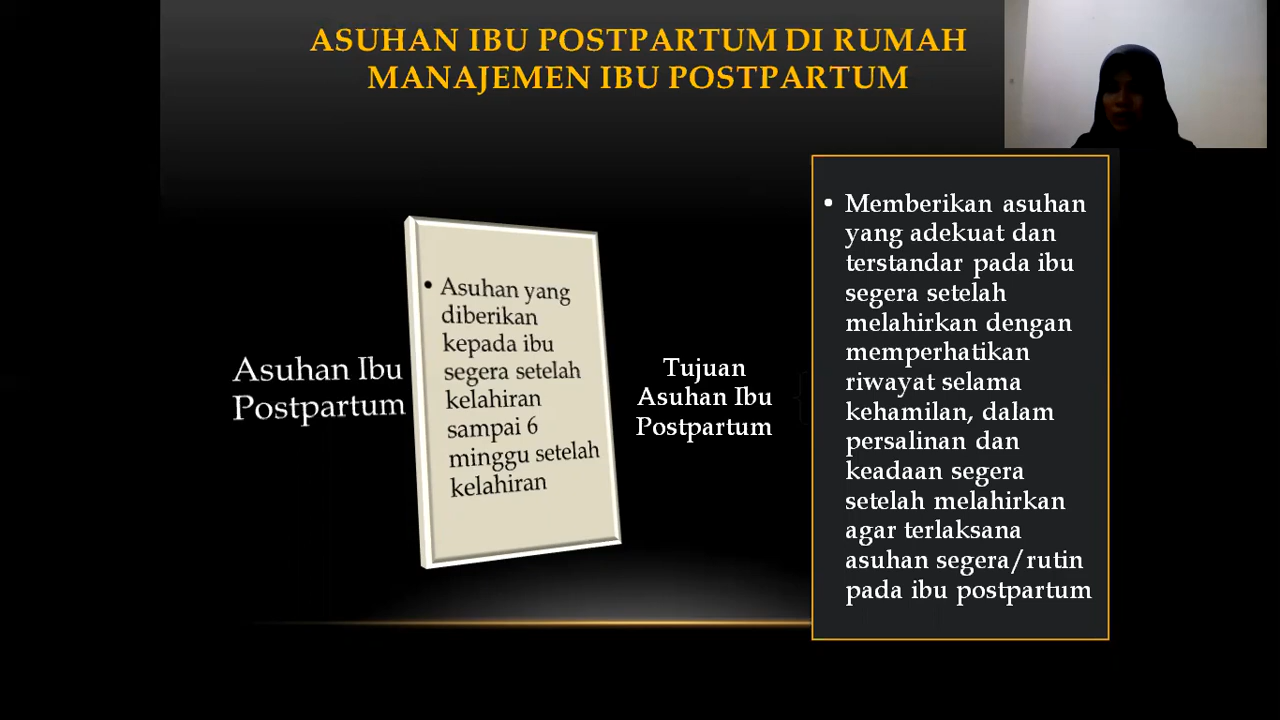 ASUHAN IBU POSTPARTUM DI RUMAH
MANAJEMEN IBU POSTPARTUM
Asuhan Ibu
Postpartum
• Asuhan yang
diberikan
kepada ibu
segera setelah
kelahiran
sampai 6
minggu setelah
kelahiran
Tujuan
Asuhan Ibu
Postpartum
• Memberikan asuhan
yang adekuat dan
terstandar pada ibu
segera setelah
melahirkan dengan
memperhatikan
riwayat selama
kehamilan, dalam
persalinan dan
keadaan segera
setelah melahirkan
agar terlaksana
asuhan segera/rutin
pada ibu postpartum